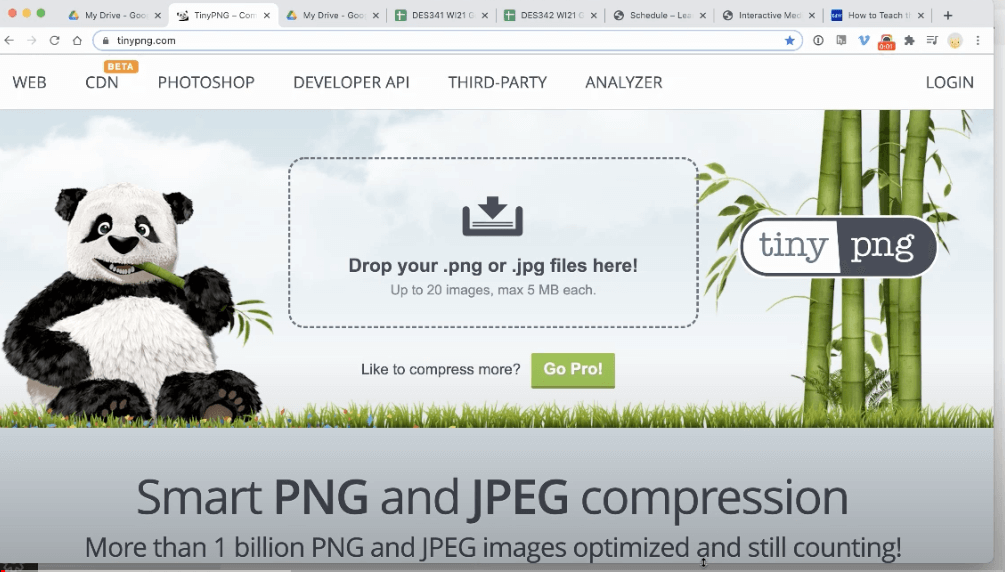 My Drive - Goo
TinyPNG – Com
My Drive - Goo
DES341 WI21 G
DES342 WI21 G
Schedule – Lea
Interactive Med
How to Teach th
tinypng.com
0:01
BETA
WEB CDN PHOTOSHOP DEVELOPER API THIRD-PARTY ANALYZER LOGIN
Drop your .png or .jpg files here!
Up to 20 images, max 5 MB each.
tiny png
Like to compress more? Go Pro!
Smart PNG and JPEG compression
More than 1 billion PNG and JPEG images optimized and still counting!